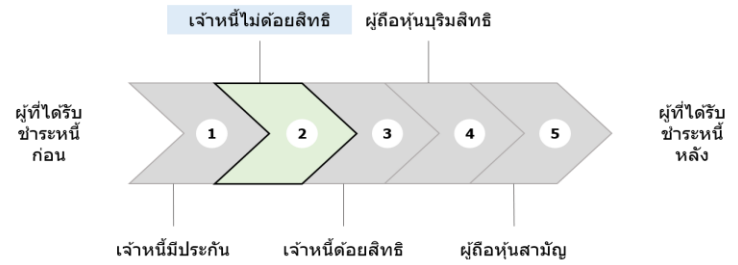 เจ้าหนี้ไม่ด้อยสิทธิ
ผู้ถือหุ้นบุริมสิทธิ
ผู้ที่ได้รับ
ชำระหนี้
ก่อน
1
2
3
4
5
ผู้ที่ได้รับ
ชำระหนี้
หลัง
เจ้าหนี้มีประกัน
เจ้าหนี้ด้อยสิทธิ
ผู้ถือหุ้นสามัญ